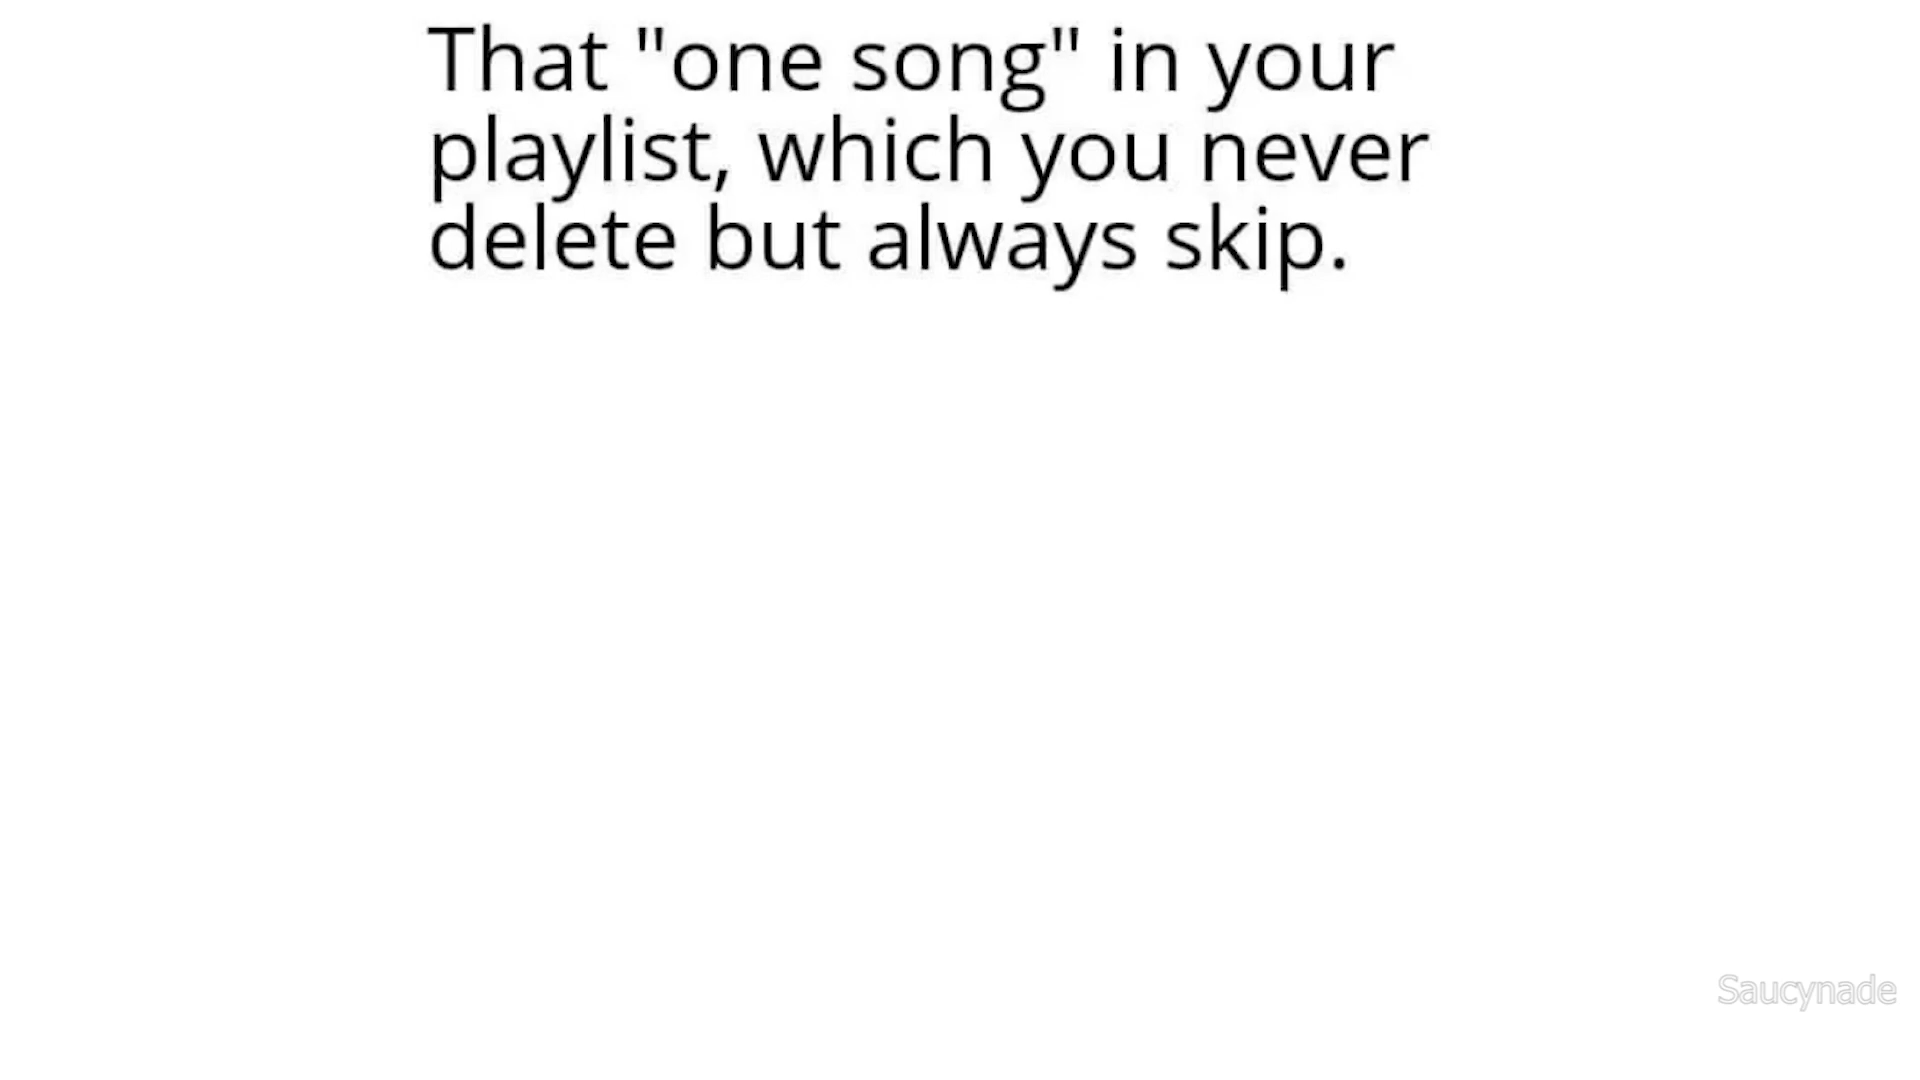 That "one song" in your
playlist, which you never
delete but always skip.
Saucynade